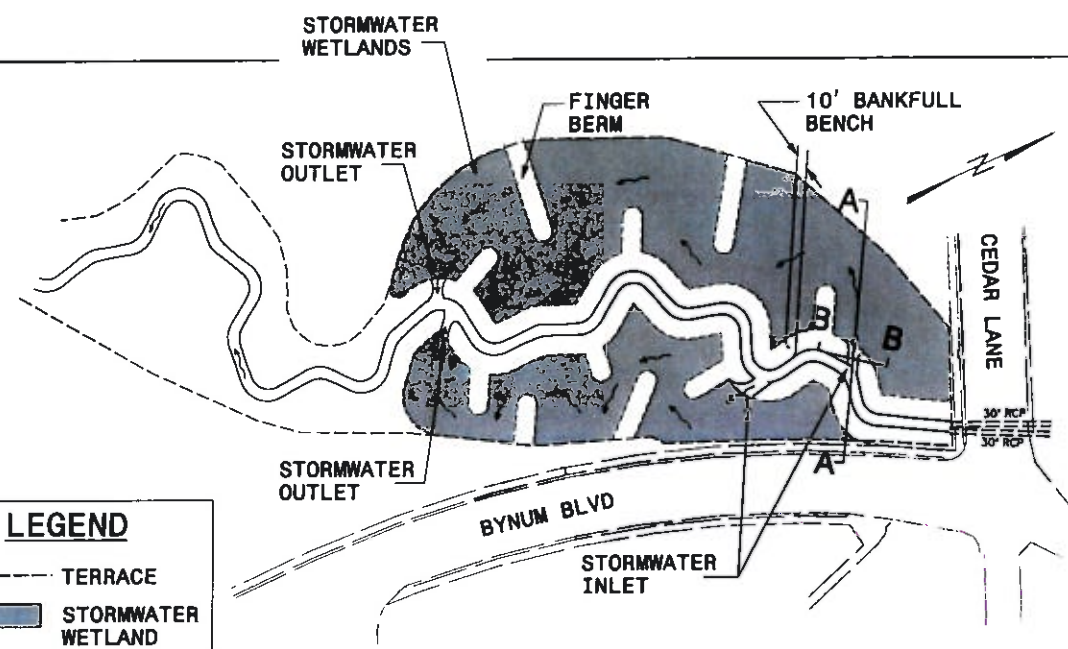 STORMWATER
WETLANDS
FINGER
BERM
10' BANKFULL
BENCH
STORMWATER
OUTLET
N
A
B
B
CEDAR LANE
30" RCP
30" RCP
A
STORMWATER
OUTLET
BYNUM BLVD
STORMWATER
INLET
LEGEND
TERRACE
STORMWATER
WETLAND